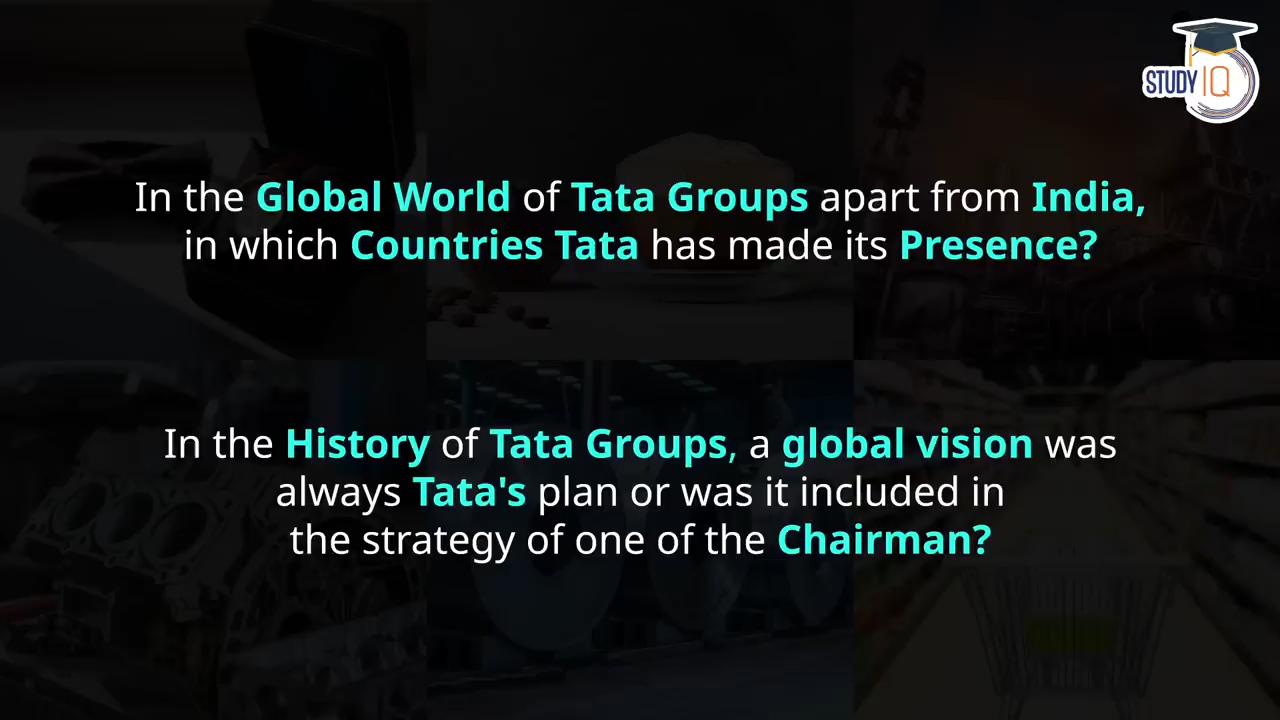 STUDY IQ
In the Global World of Tata Groups apart from India,
in which Countries Tata has made its Presence?
In the History of Tata Groups, a global vision was
always Tata's plan or was it included in
the strategy of one of the Chairman?